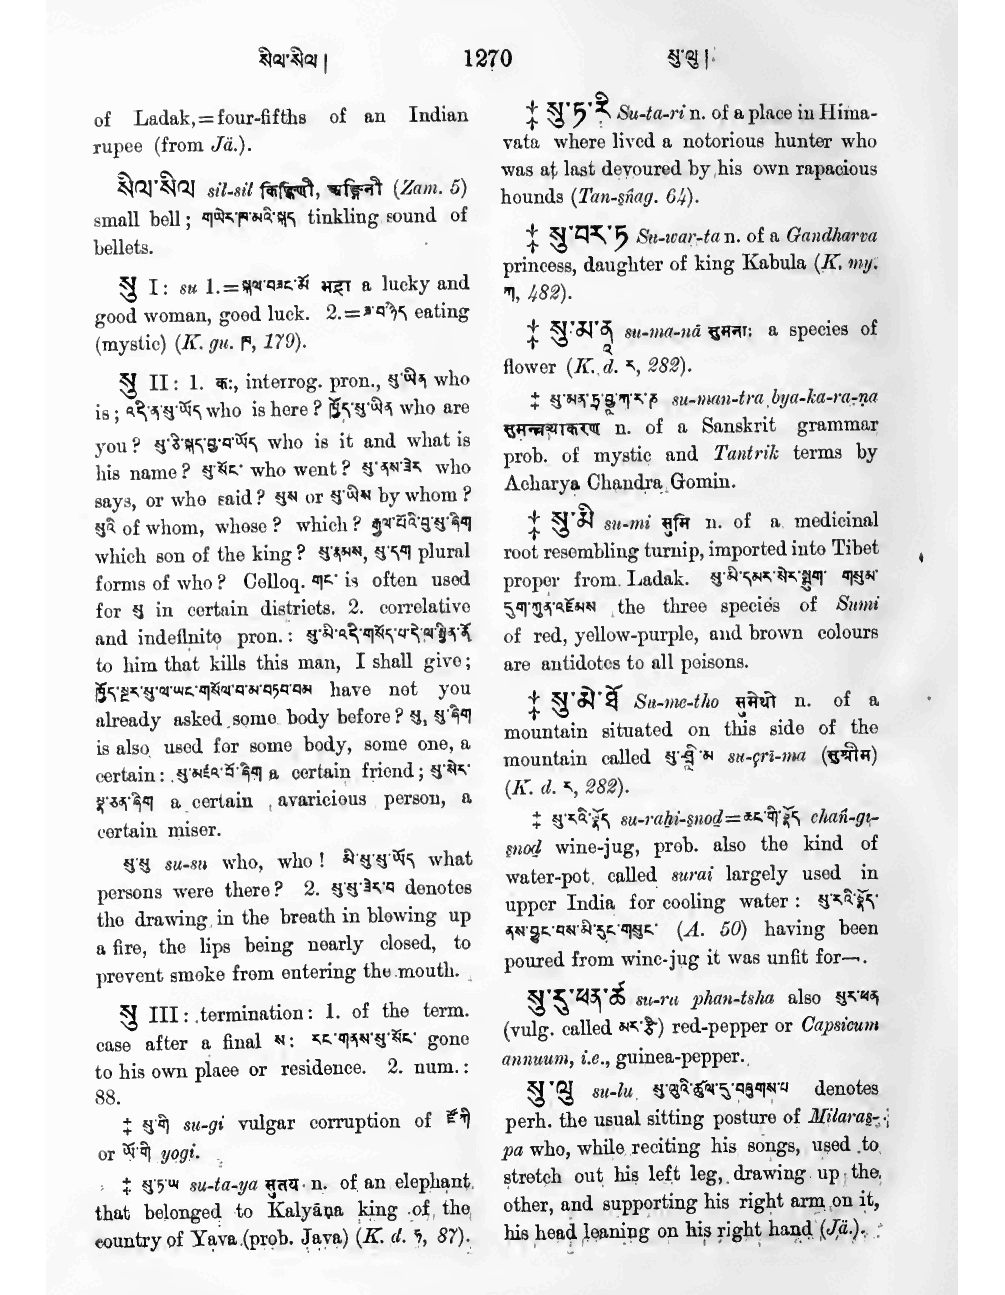 སིལ་སིལ། 1270 སུ་ལུ།
of Ladak,=four-fifths of an Indian
rupee (from Jä.).
སིལ་སིལ sil-sil किङ्किणी, (Zam. 5)
small bell; གཡེར་ཁ་མའི་སྐད tinkling sound of
bellets.
སུ I: su 1.=སྐལ་བཟང་མོ भद्रा a lucky and
good woman, good luck. 2.=ཟ་བ་ཉིད eating
(mystic) (K. gu. ཁ, 179).
སུ II: 1. कः, interrog. pron., སུ་ཡིན who
is; འདི་ན་སུ་ཡོད who is here? ཁྱོད་སུ་ཡིན who are
you? སུ་ཅི་སྐད་བྱ་བ་ཡོད who is it and what is
his name? སུ་སོང་ who went? སུ་ནས་ཟེར who
says, or who said? སུས or སུ་ཡིས by whom?
སུའི of whom, whose? which? རྒྱལ་པོའི་བུ་སུ་ཞིག
which son of the king? སུ་རྣམས, སུ་དག plural
forms of who? Colloq. གང་ is often used
for སུ in certain districts. 2. correlative
and indefinite pron.: སུ་མི་འདི་གསོད་པ་དེ་ལ་སྦྱིན་ནོ
to him that kills this man, I shall give;
ཁྱོད་སྔར་སུ་ལ་ཡང་གསོལ་བ་མ་བཏབ་བམ have not you
already asked some body before? སུ, སུ་ཞིག
is also used for some body, some one, a
certain: སུ་མཛའ་བོ་ཞིག a certain friend; སུ་སེར་
སྣ་ཅན་ཞིག a certain avaricious person, a
certain miser.
སུ་སུ su-su who, who! མི་སུ་སུ་ཡོད what
persons were there? 2. སུ་སུ་ཟེར་བ denotes
the drawing in the breath in blowing up
a fire, the lips being nearly closed, to
prevent smoke from entering the mouth.
སུ III: termination: 1. of the term.
case after a final ས: རང་གནས་སུ་སོང་ gone
to his own place or residence. 2. num.:
88.
‡ སུ་གི su-gi vulgar corruption of ཛོ་གི
or ཡོ་གི yogi.
‡ སུ་ཏ་ཡ su-ta-ya सुतय n. of an elephant
that belonged to Kalyāṇa king of the
country of Yava (prob. Java) (K. d. ད, 87).
‡ སུ་ཏ་རི Su-ta-ri n. of a place in Hima-
vata where lived a notorious hunter who
was at last devoured by his own rapacious
hounds (Tan-s̱ñag. 64).
‡ སུ་བར་ཏ Su-war-ta n. of a Gandharva
princess, daughter of king Kabula (K. my.
ཀ, 482).
‡ སུ་མ་ནཱ su-ma-nā सुमनाः a species of
flower (K. d. ར, 282).
‡ སུ་མན་ཏྲ་བྱཱ་ཀ་ར་ཎ su-man-tra bya-ka-ra-ṇa
सुमन्त्रव्याकरण n. of a Sanskrit grammar
prob. of mystic and Tantrik terms by
Acharya Chandra Gomin.
‡ སུ་མི su-mi सुमि n. of a medicinal
root resembling turnip, imported into Tibet
proper from Ladak. སུ་མི་དམར་སེར་སྨུག་ གསུམ་
དུག་ཀུན་འཇོམས the three species of Sumi
of red, yellow-purple, and brown colours
are antidotes to all poisons.
‡ སུ་མེ་ཐོ Su-me-tho सुमेथो n. of a
mountain situated on this side of the
mountain called སུ་ཤྲཱི་མ su-çrī-ma (सुश्रीम)
(K. d. ར, 282).
‡ སུ་རའི་སྣོད su-raḥi-s̱noḏ=ཆང་གི་སྣོད chañ-gi-
s̱noḏ wine-jug, prob. also the kind of
water-pot called surai largely used in
upper India for cooling water: སུ་རའི་སྣོད་
ནས་བླུང་བས་མི་རུང་གསུང་ (A. 50) having been
poured from wine-jug it was unfit for—.
སུ་རུ་ཕན་ཚ su-ru phan-tsha also སུར་ཕན
(vulg. called མར་རྩི) red-pepper or Capsicum
annuum, i.e., guinea-pepper.
སུ་ལུ su-lu སུ་ལུའི་ཚུལ་དུ་བཞུགས་པ denotes
perh. the usual sitting posture of Milaras̱-
pa who, while reciting his songs, used to
stretch out his left leg, drawing up the
other, and supporting his right arm on it,
his head leaning on his right hand (Jä.).